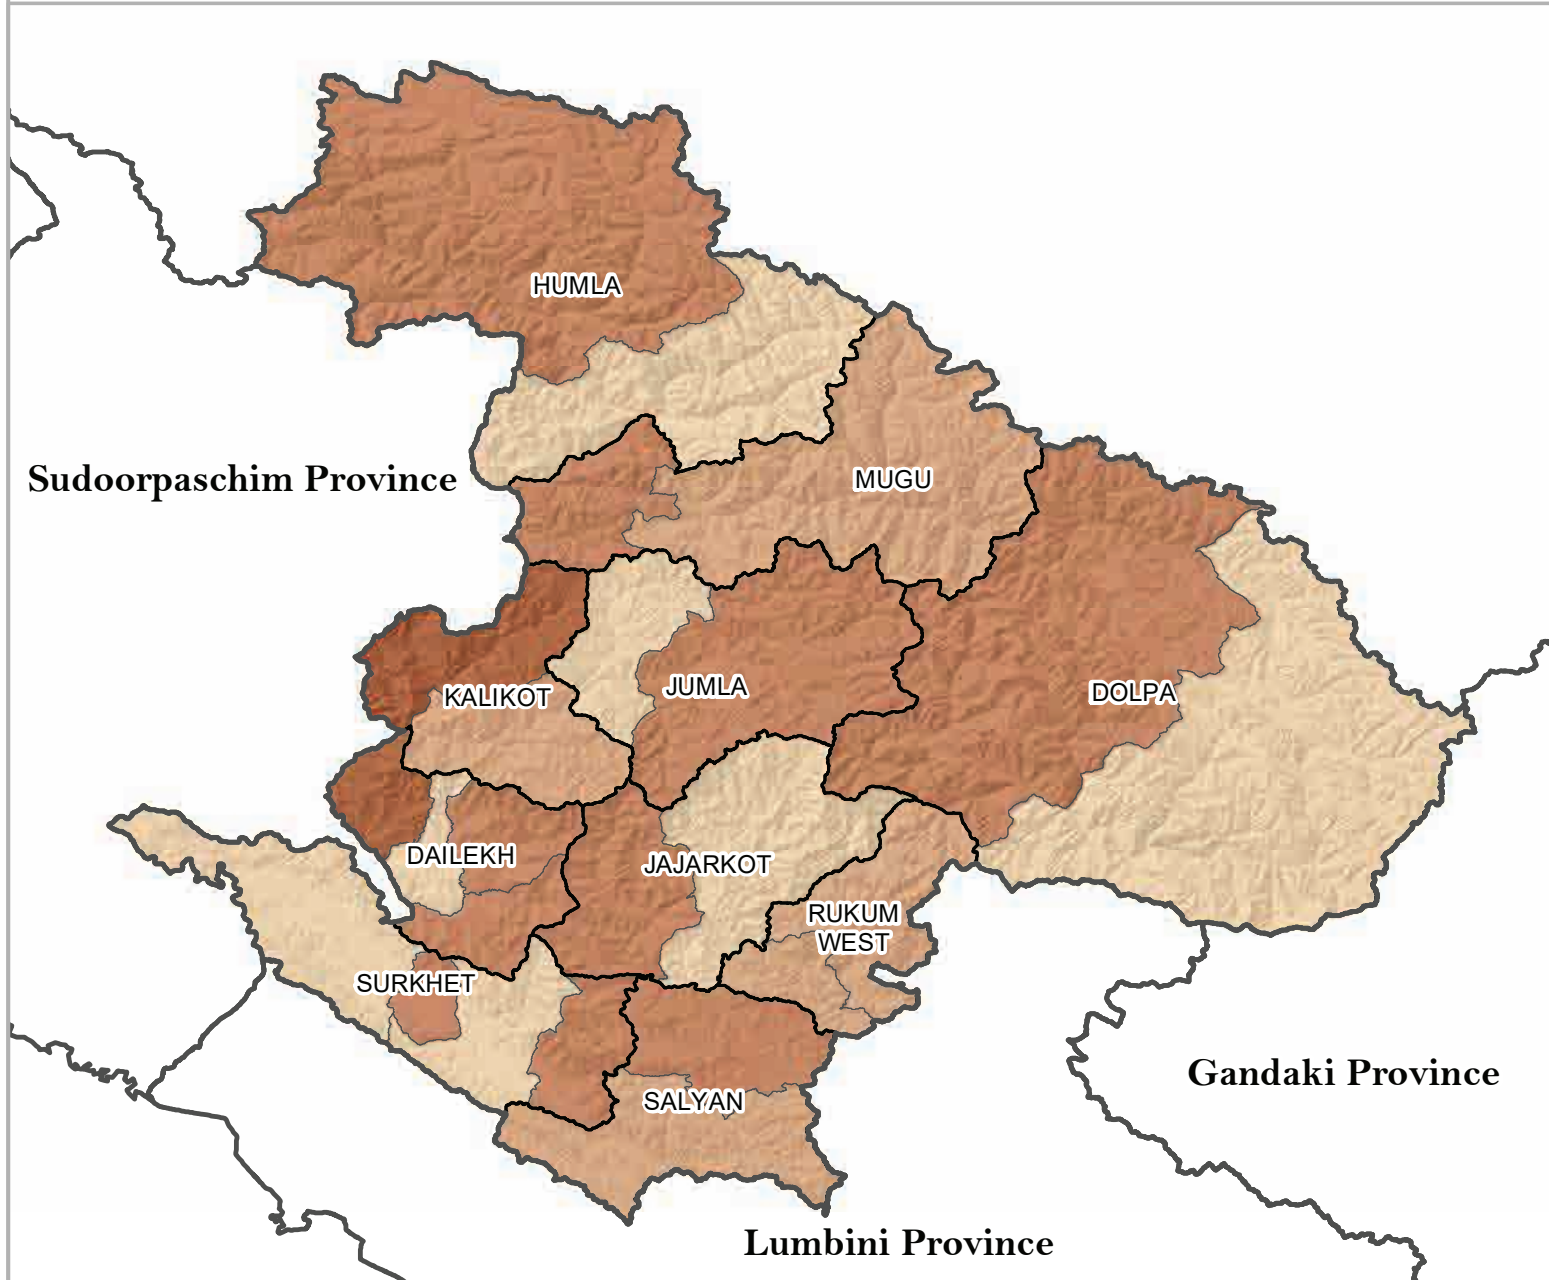 HUMLA
Sudoorpaschim Province
MUGU
KALIKOT
JUMLA
DOLPA
DAILEKH
JAJARKOT
RUKUM
WEST
SURKHET
Gandaki Province
SALYAN
Lumbini Province